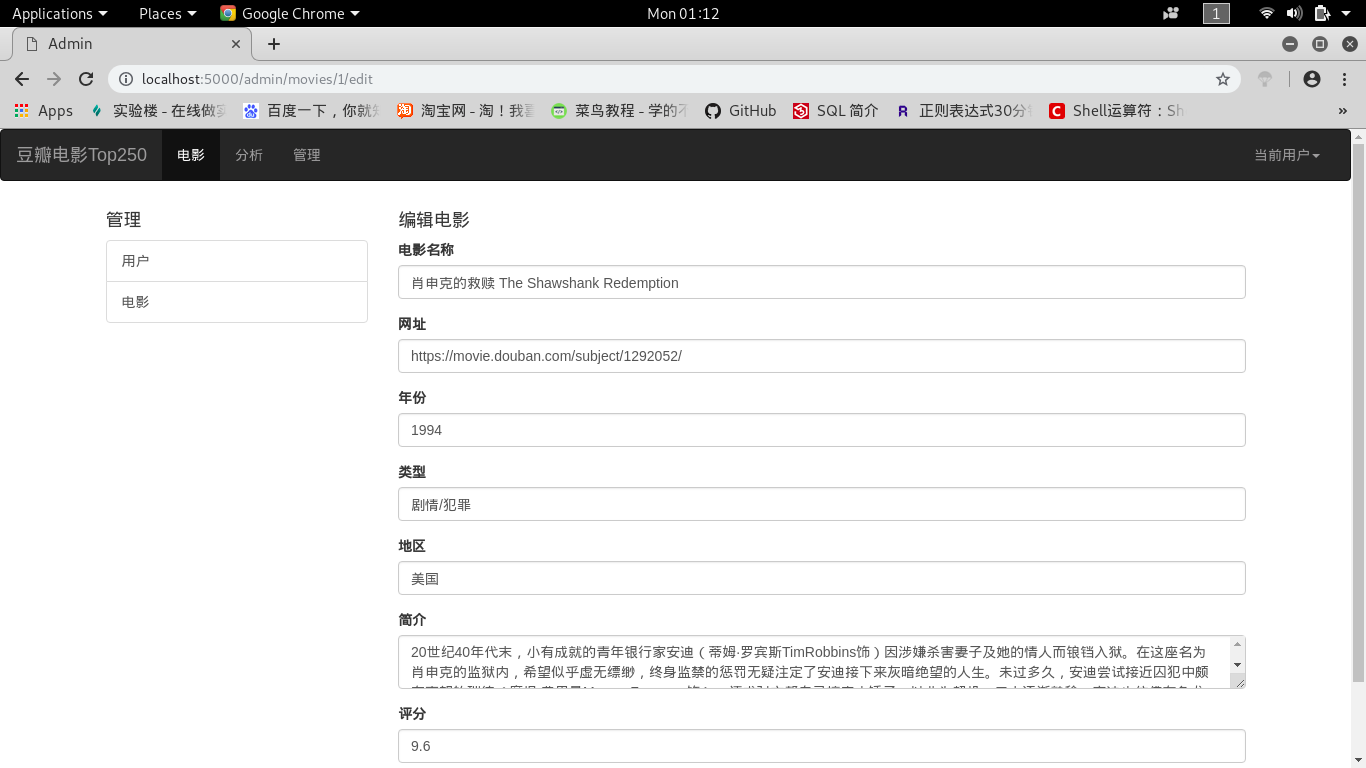 Applications Places Google Chrome Mon 01:12 1
Admin
localhost:5000/admin/movies/1/edit
Apps 实验楼 - 在线做实 百度一下，你就知 淘宝网 - 淘！我喜 菜鸟教程 - 学的不 GitHub SQL 简介 正则表达式30分钟 Shell运算符：Sh »
豆瓣电影Top250 电影 分析 管理 当前用户
管理
用户
电影
编辑电影
电影名称
肖申克的救赎 The Shawshank Redemption
网址
https://movie.douban.com/subject/1292052/
年份
1994
类型
剧情/犯罪
地区
美国
简介
20世纪40年代末，小有成就的青年银行家安迪（蒂姆·罗宾斯TimRobbins饰）因涉嫌杀害妻子及她的情人而锒铛入狱。在这座名为
肖申克的监狱内，希望似乎虚无缥缈，终身监禁的惩罚无疑注定了安迪接下来灰暗绝望的人生。未过多久，安迪尝试接近囚犯中颇
评分
9.6